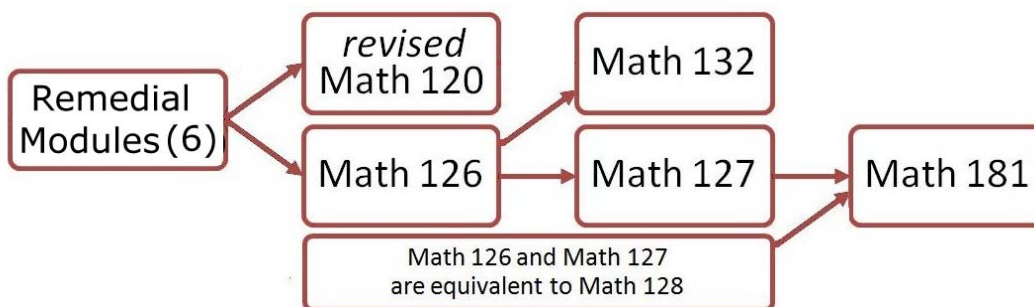 Remedial
Modules (6)
revised
Math 120
Math 126
Math 132
Math 127
Math 181
Math 126 and Math 127
are equivalent to Math 128